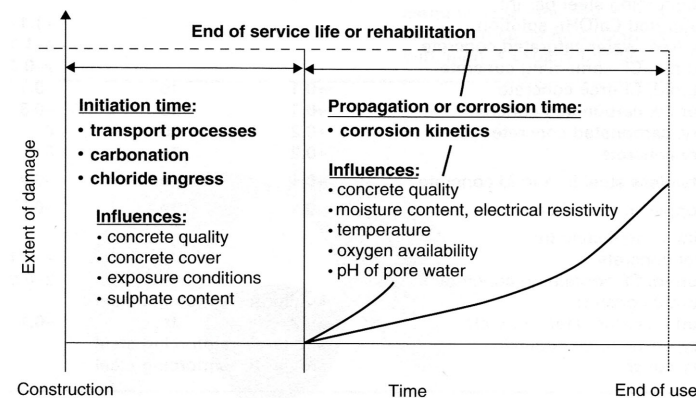 End of service life or rehabilitation
Extent of damage
Initiation time:
• transport processes
• carbonation
• chloride ingress
Influences:
• concrete quality
• concrete cover
• exposure conditions
• sulphate content
Propagation or corrosion time:
• corrosion kinetics
Influences:
• concrete quality
• moisture content, electrical resistivity
• temperature
• oxygen availability
• pH of pore water
Construction
Time
End of use